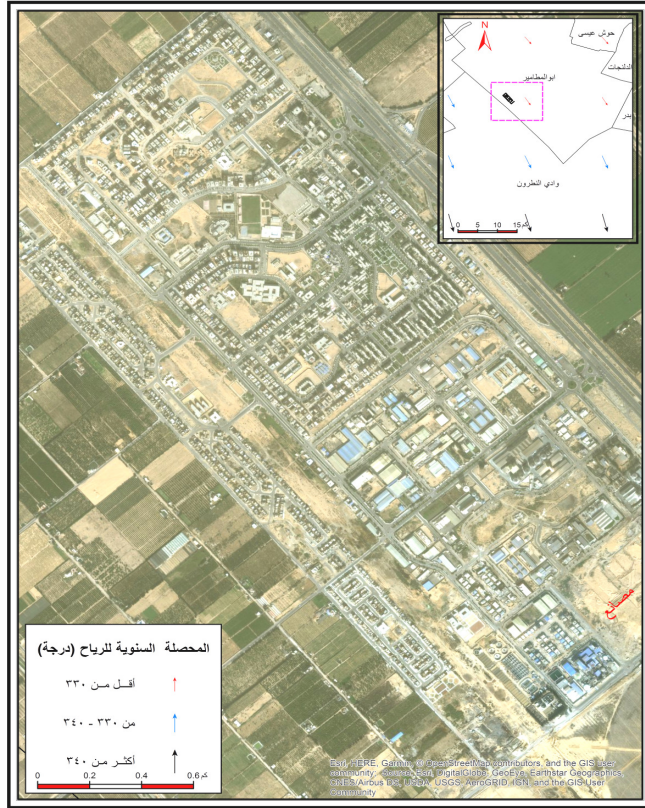 N
حوش عيسى
الدلنجات
ابوالمطامير
بدر
وادي النطرون
0 5 10 15 كم
مصانع
المحصلة السنوية للرياح (درجة)
أقل من ٣٣٠
من ٣٣٠ - ٣٤٠
أكثر من ٣٤٠
0 0.2 0.4 0.6 كم
Esri, HERE, Garmin, © OpenStreetMap contributors, and the GIS user
community; Source: Esri, DigitalGlobe, GeoEye, Earthstar Geographics,
CNES/Airbus DS, USDA, USGS, AeroGRID, IGN, and the GIS User
Community